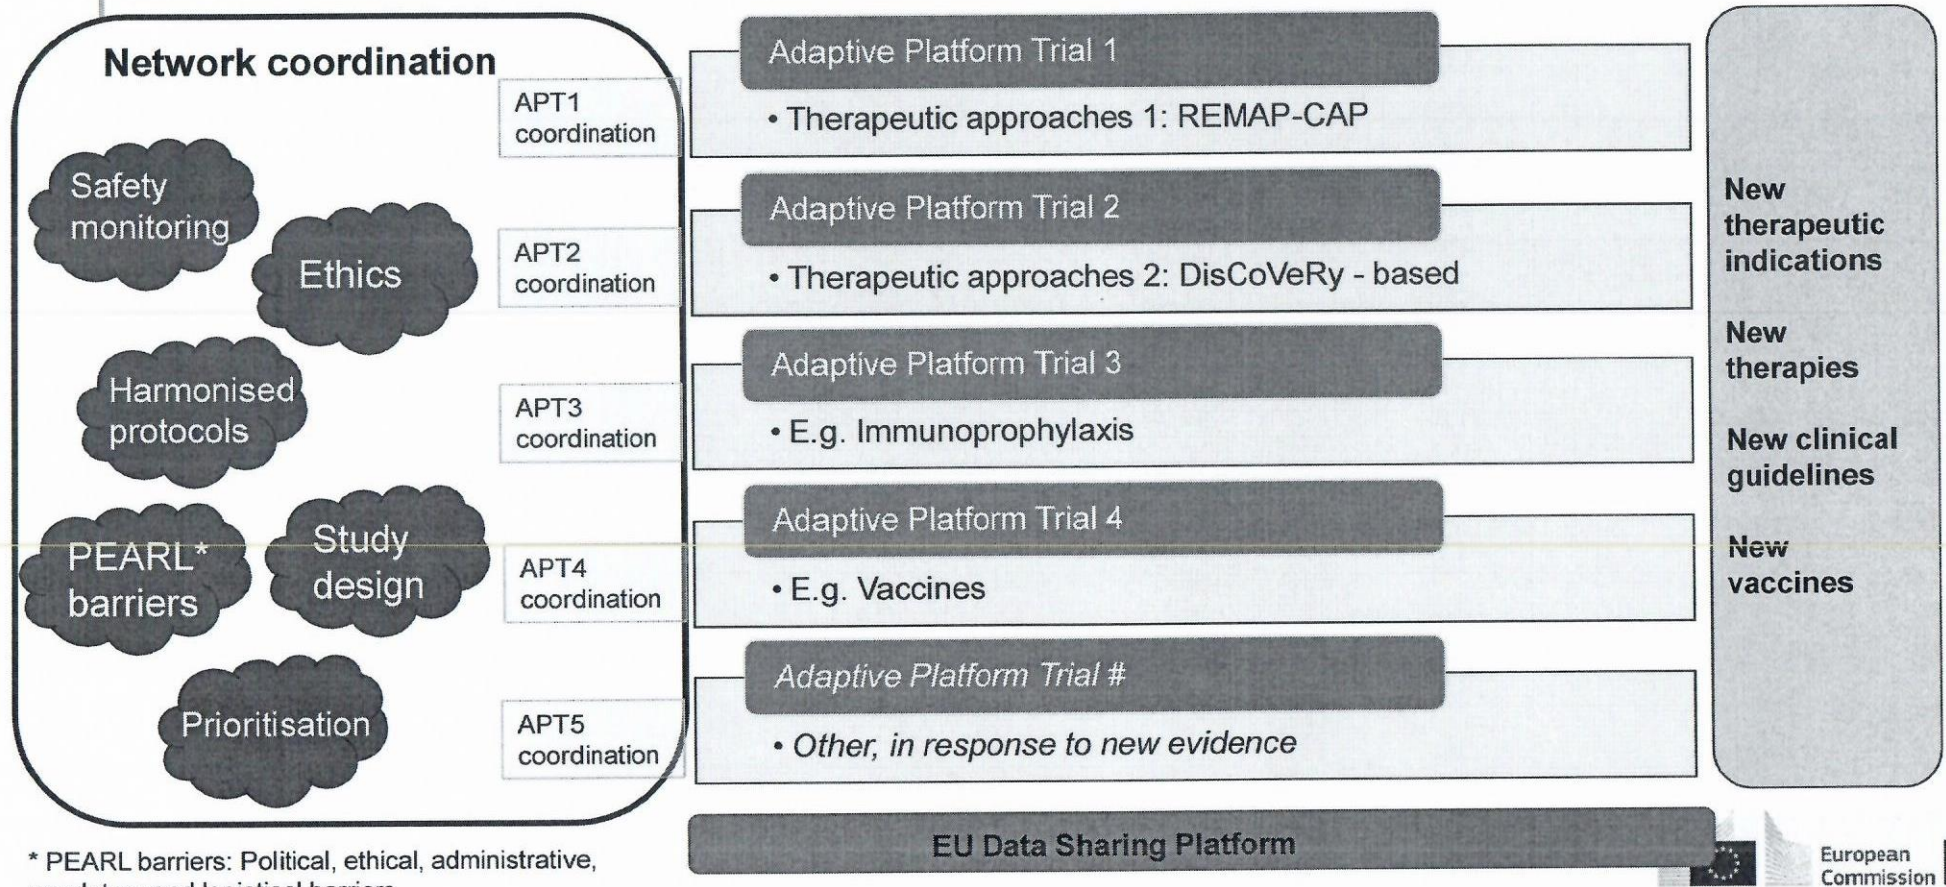 Network coordination
Safety
monitoring
Ethics
Harmonised
protocols
PEARL*
barriers
Study
design
Prioritisation
APT1
coordination
APT2
coordination
APT3
coordination
APT4
coordination
APT5
coordination
Adaptive Platform Trial 1
• Therapeutic approaches 1: REMAP-CAP
Adaptive Platform Trial 2
• Therapeutic approaches 2: DisCoVeRy - based
Adaptive Platform Trial 3
• E.g. Immunoprophylaxis
Adaptive Platform Trial 4
• E.g. Vaccines
Adaptive Platform Trial #
• Other, in response to new evidence
New
therapeutic
indications
New
therapies
New clinical
guidelines
New
vaccines
EU Data Sharing Platform
* PEARL barriers: Political, ethical, administrative,
and logistical barriers
European
Commission